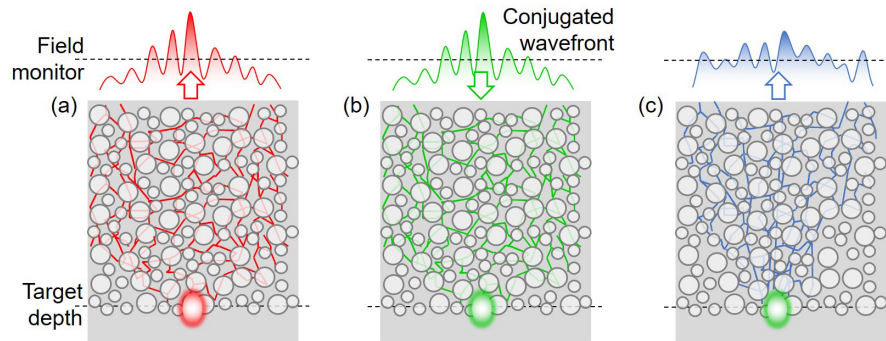 Field
monitor
Conjugated
wavefront
(a)
(b)
(c)
Target
depth